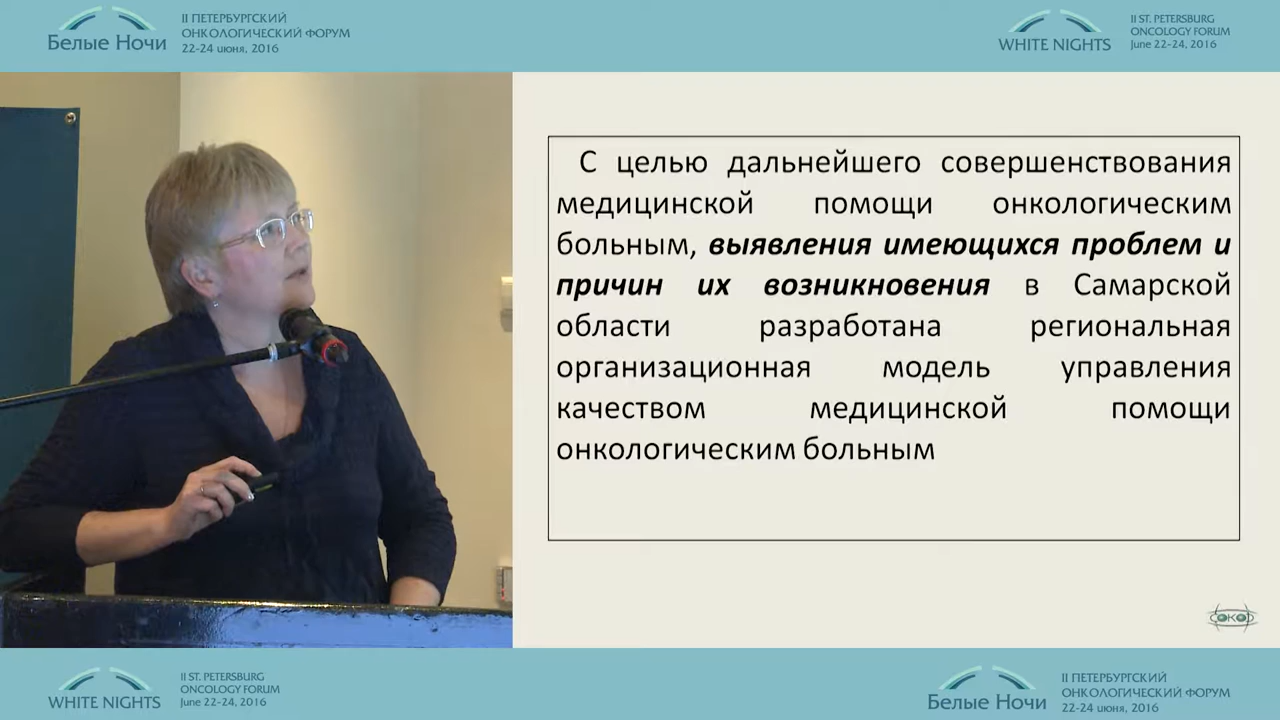 Белые Ночи
II ПЕТЕРБУРГСКИЙ
ОНКОЛОГИЧЕСКИЙ ФОРУМ
22-24 июня, 2016
WHITE NIGHTS
II ST. PETERSBURG
ONCOLOGY FORUM
June 22-24, 2016
С целью дальнейшего совершенствования
медицинской помощи онкологическим
больным, выявления имеющихся проблем и
причин их возникновения в Самарской
области разработана региональная
организационная модель управления
качеством медицинской помощи
онкологическим больным
СОКОД
WHITE NIGHTS
II ST. PETERSBURG
ONCOLOGY FORUM
June 22-24, 2016
Белые Ночи
II ПЕТЕРБУРГСКИЙ
ОНКОЛОГИЧЕСКИЙ ФОРУМ
22-24 июня, 2016